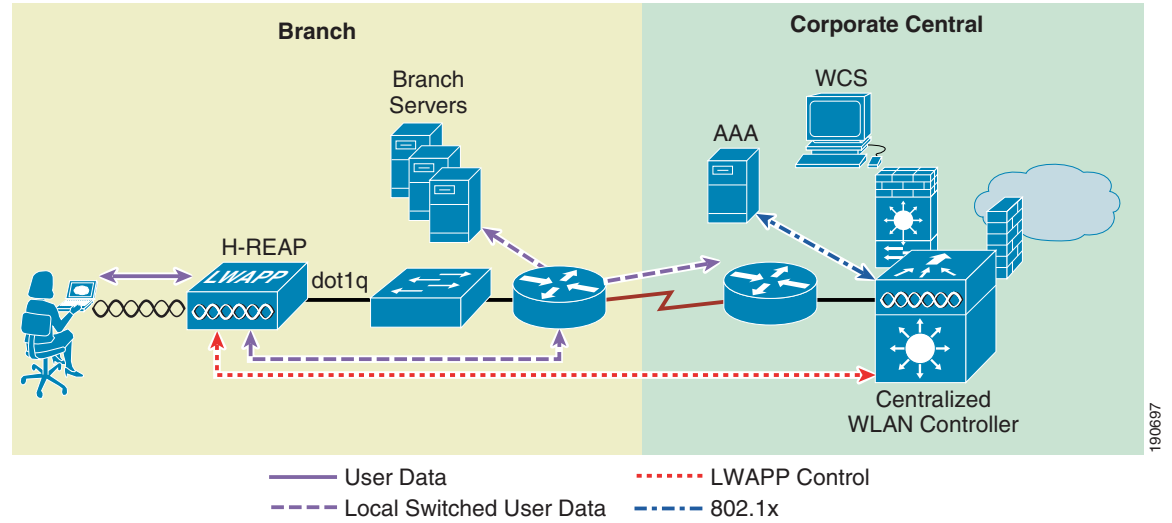 Branch
Corporate Central
Branch
Servers
WCS
AAA
H-REAP
LWAPP
dot1q
Centralized
WLAN Controller
190697
User Data
LWAPP Control
Local Switched User Data
802.1x